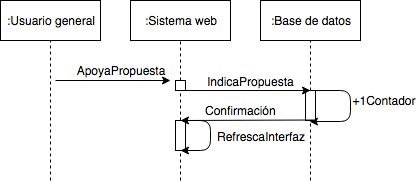 :Usuario general
:Sistema web
:Base de datos
ApoyaPropuesta
IndicaPropuesta
+1Contador
Confirmación
RefrescaInterfaz